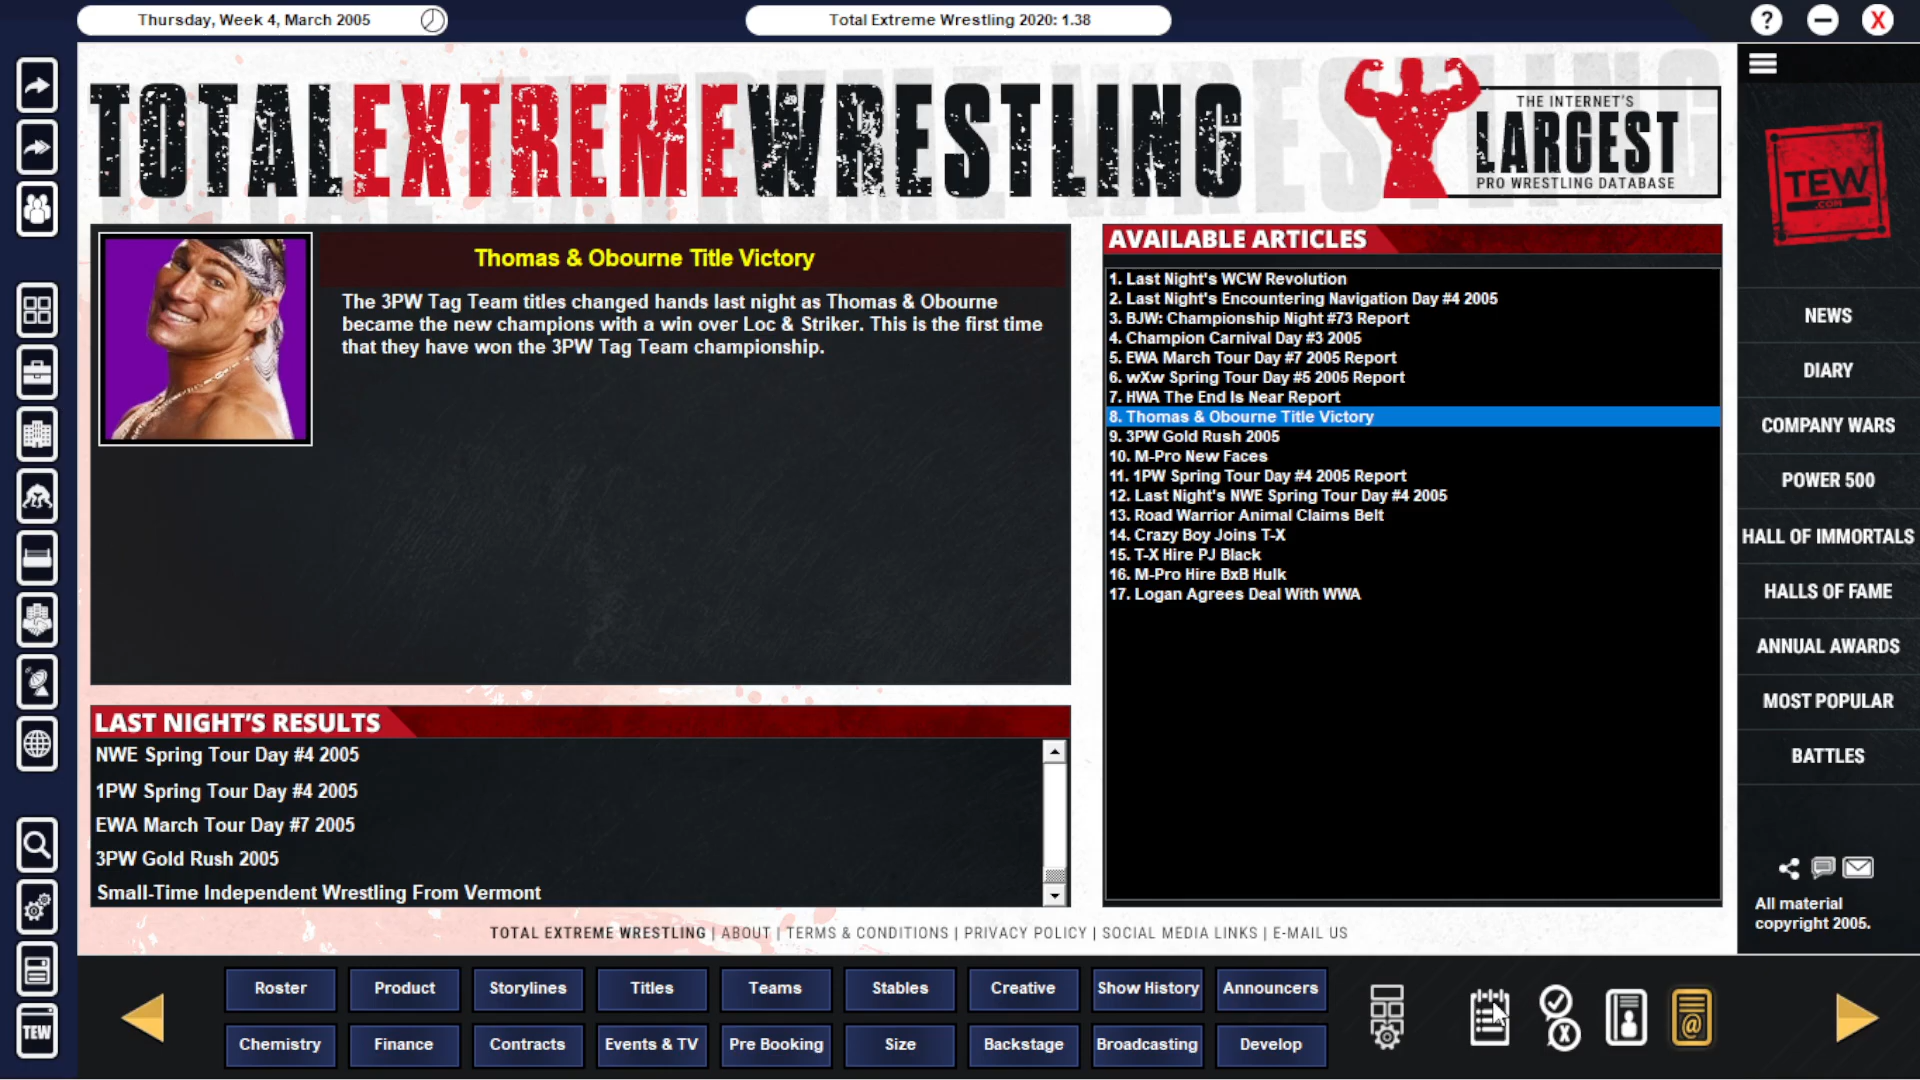 Thursday, Week 4, March 2005
Total Extreme Wrestling 2020: 1.38
?
X
TOTALEXTREMEWRESTLING
THE INTERNET'S
LARGEST
PRO WRESTLING DATABASE
TEW
.COM
Thomas & Obourne Title Victory
The 3PW Tag Team titles changed hands last night as Thomas & Obourne
became the new champions with a win over Loc & Striker. This is the first time
that they have won the 3PW Tag Team championship.
AVAILABLE ARTICLES
1. Last Night's WCW Revolution
2. Last Night's Encountering Navigation Day #4 2005
3. BJW: Championship Night #73 Report
4. Champion Carnival Day #3 2005
5. EWA March Tour Day #7 2005 Report
6. wXw Spring Tour Day #5 2005 Report
7. HWA The End Is Near Report
8. Thomas & Obourne Title Victory
9. 3PW Gold Rush 2005
10. M-Pro New Faces
11. 1PW Spring Tour Day #4 2005 Report
12. Last Night's NWE Spring Tour Day #4 2005
13. Road Warrior Animal Claims Belt
14. Crazy Boy Joins T-X
15. T-X Hire PJ Black
16. M-Pro Hire BxB Hulk
17. Logan Agrees Deal With WWA
LAST NIGHT'S RESULTS
NWE Spring Tour Day #4 2005
1PW Spring Tour Day #4 2005
EWA March Tour Day #7 2005
3PW Gold Rush 2005
Small-Time Independent Wrestling From Vermont
TOTAL EXTREME WRESTLING | ABOUT | TERMS & CONDITIONS | PRIVACY POLICY | SOCIAL MEDIA LINKS | E-MAIL US
NEWS
DIARY
COMPANY WARS
POWER 500
HALL OF IMMORTALS
HALLS OF FAME
ANNUAL AWARDS
MOST POPULAR
BATTLES
All material
copyright 2005.
TEW
Roster
Product
Storylines
Titles
Teams
Stables
Creative
Show History
Announcers
Chemistry
Finance
Contracts
Events & TV
Pre Booking
Size
Backstage
Broadcasting
Develop